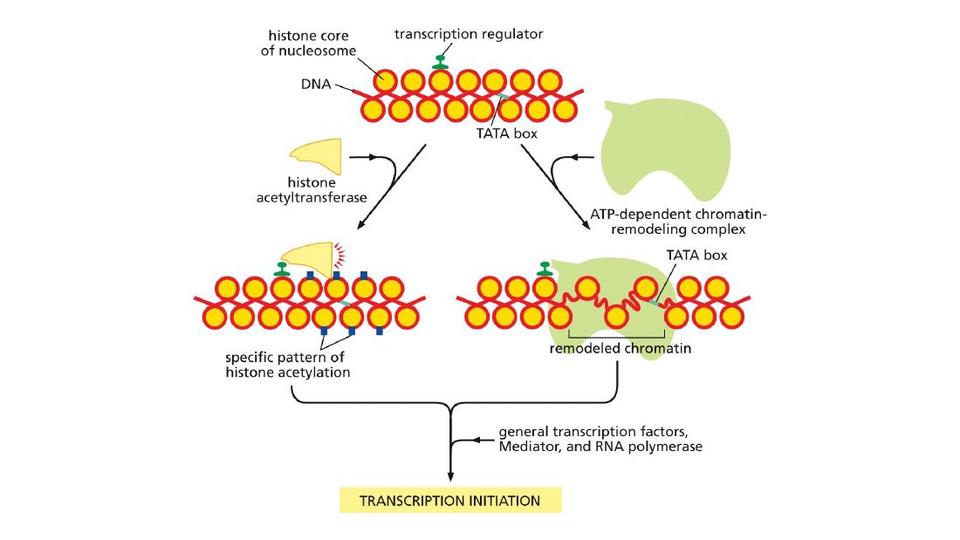 histone core
of nucleosome
transcription regulator
DNA
TATA box
histone
acetyltransferase
ATP-dependent chromatin-
remodeling complex
TATA box
remodeled chromatin
specific pattern of
histone acetylation
general transcription factors,
Mediator, and RNA polymerase
TRANSCRIPTION INITIATION